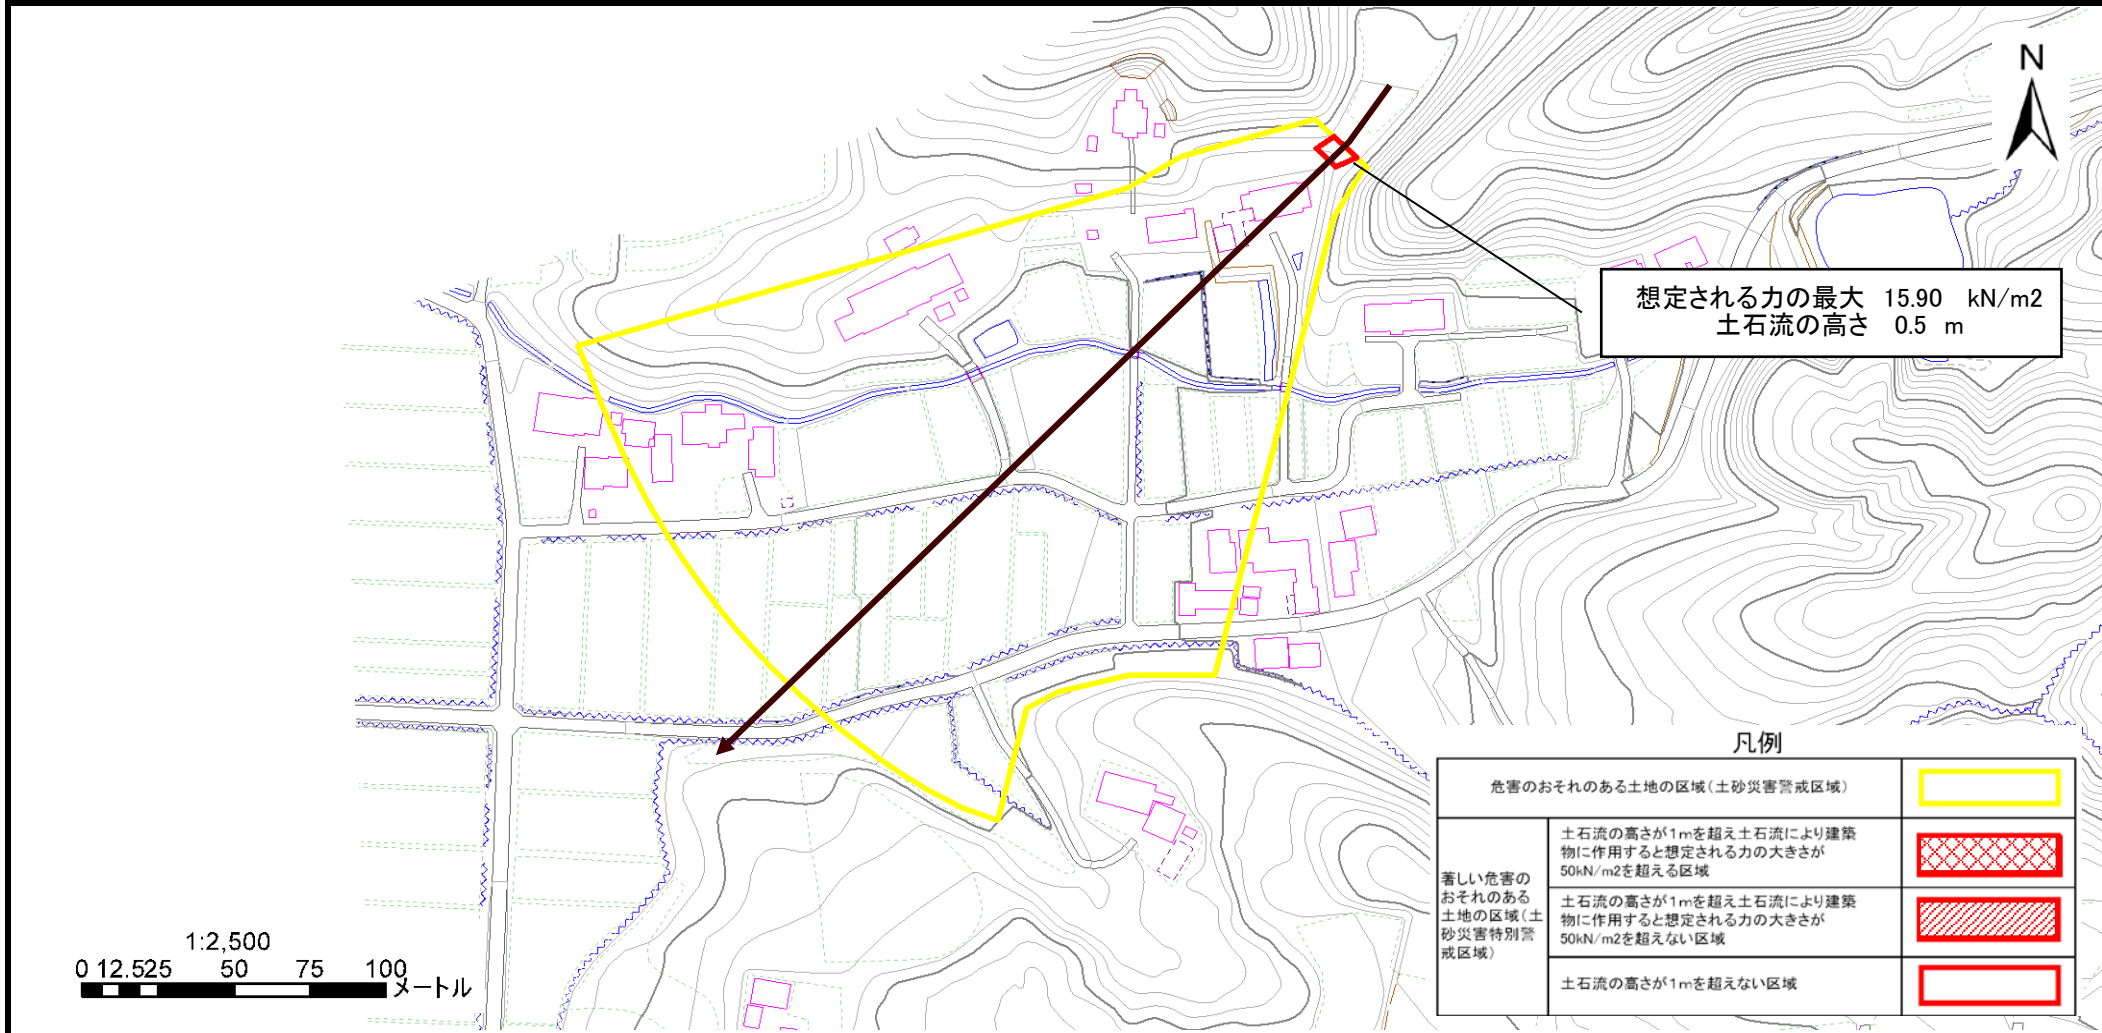 N
想定される力の最大 15.90 kN/m2
土石流の高さ 0.5 m
凡例
危害のおそれのある土地の区域(土砂災害警戒区域)
著しい危害の
おそれのある
土地の区域(土
砂災害特別警
戒区域)
土石流の高さが1mを超え土石流により建築
物に作用すると想定される力の大きさが
50kN/m2を超える区域
土石流の高さが1mを超え土石流により建築
物に作用すると想定される力の大きさが
50kN/m2を超えない区域
土石流の高さが1mを超えない区域
1:2,500
0 12.525 50 75 100
メートル